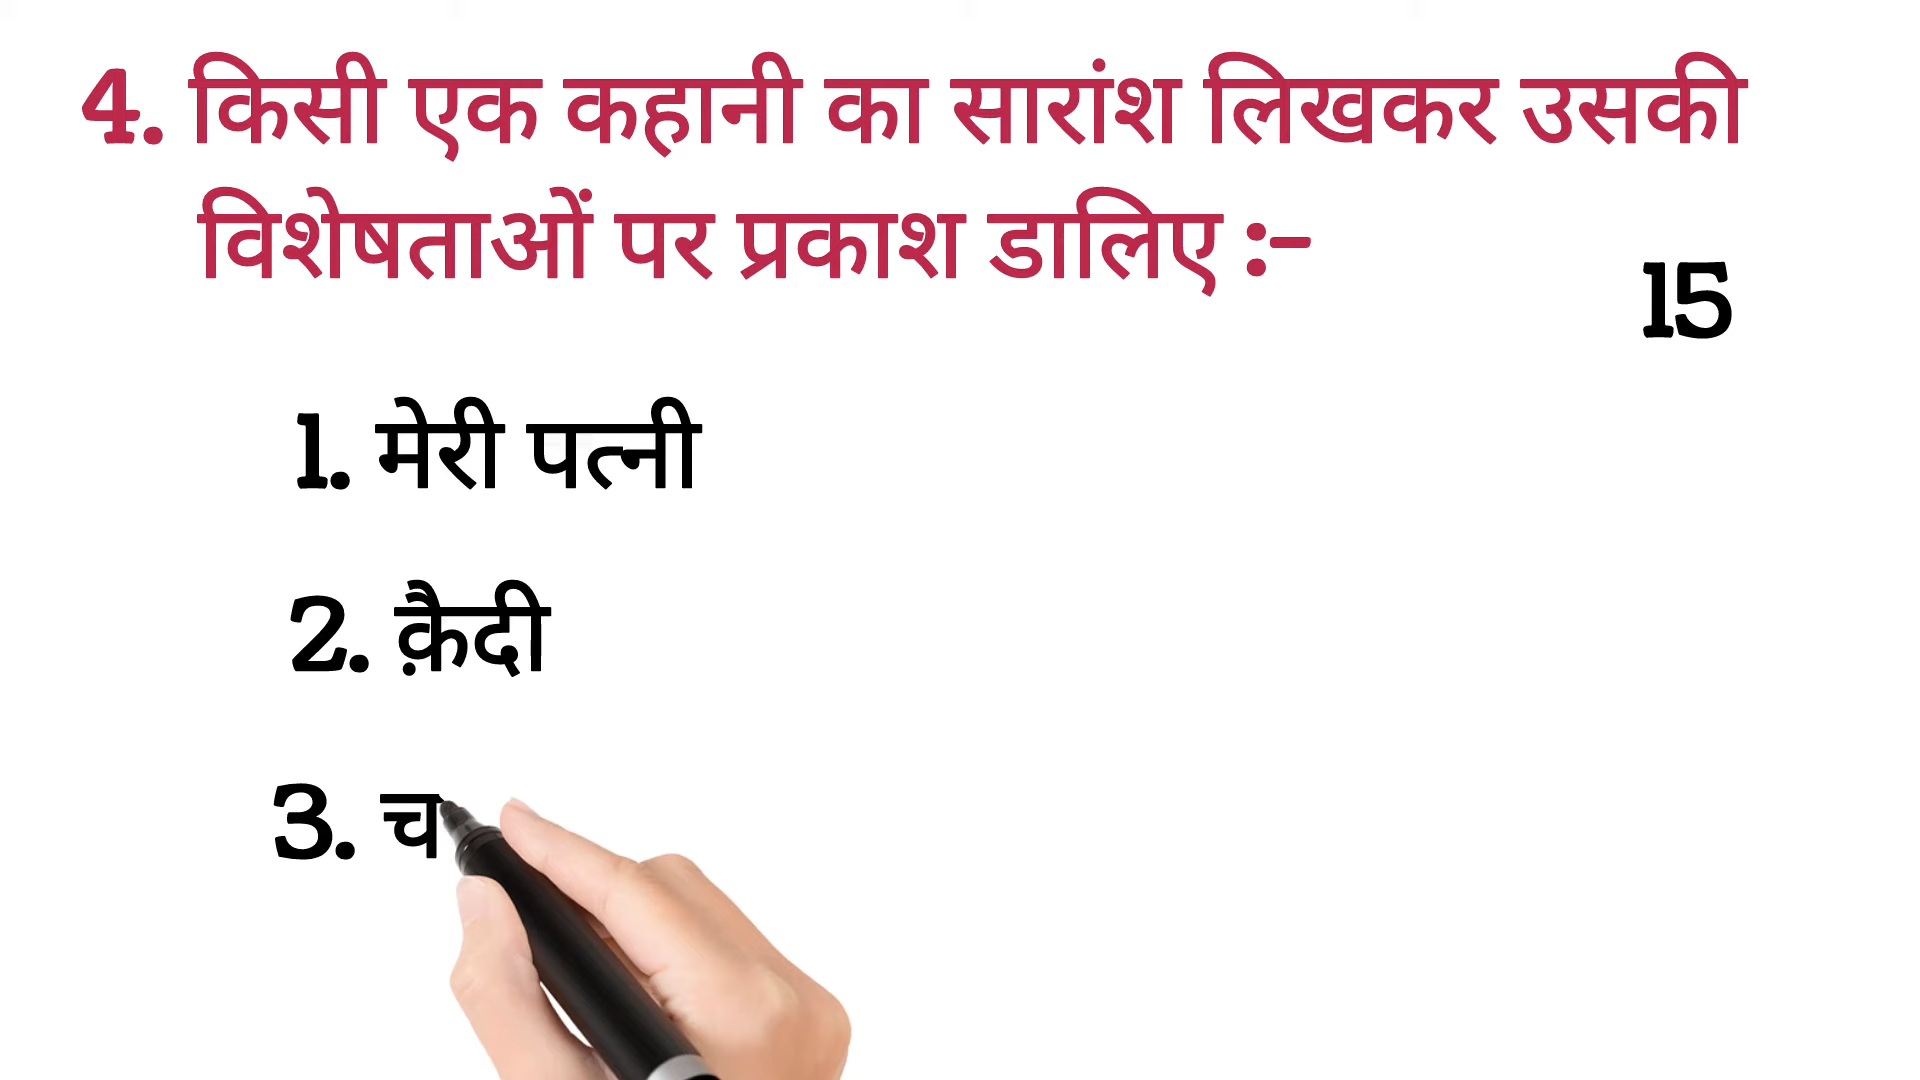 4. किसी एक कहानी का सारांश लिखकर उसकी
विशेषताओं पर प्रकाश डालिए :-
15
1. मेरी पत्नी
2. क़ैदी
3. च